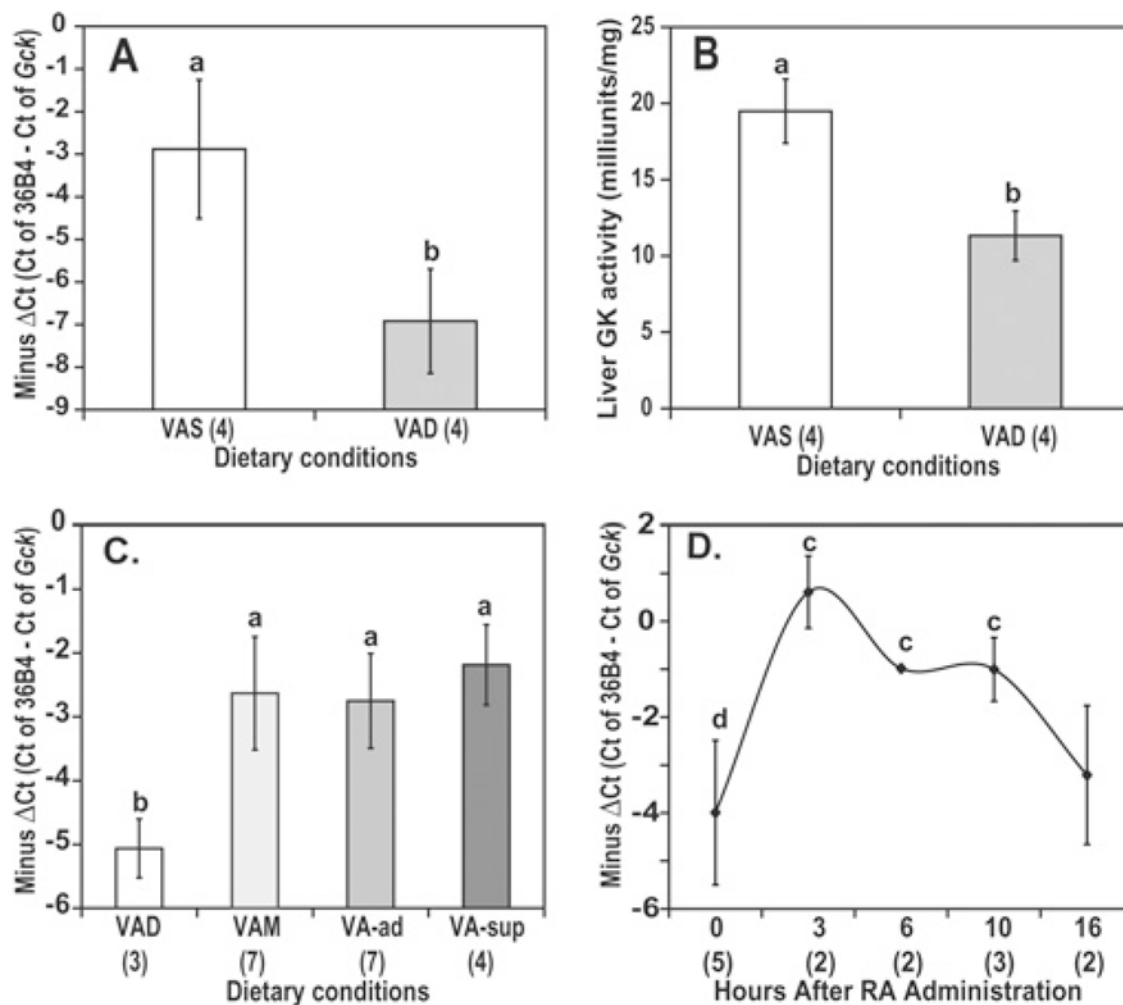 A
Minus ΔCt (Ct of 36B4 - Ct of Gck)
0
-1
-2
-3
-4
-5
-6
-7
-8
-9
a
b
VAS (4) VAD (4)
Dietary conditions
B
Liver GK activity (milliunits/mg)
25
20
15
10
5
0
a
b
VAS (4) VAD (4)
Dietary conditions
C.
Minus ΔCt (Ct of 36B4 - Ct of Gck)
0
-1
-2
-3
-4
-5
-6
b
a
a
a
VAD VAM VA-ad VA-sup
(3) (7) (7) (4)
Dietary conditions
D.
Minus ΔCt (Ct of 36B4 - Ct of Gck)
2
0
-2
-4
-6
d
c
c
c
0 3 6 10 16
(5) (2) (2) (3) (2)
Hours After RA Administration